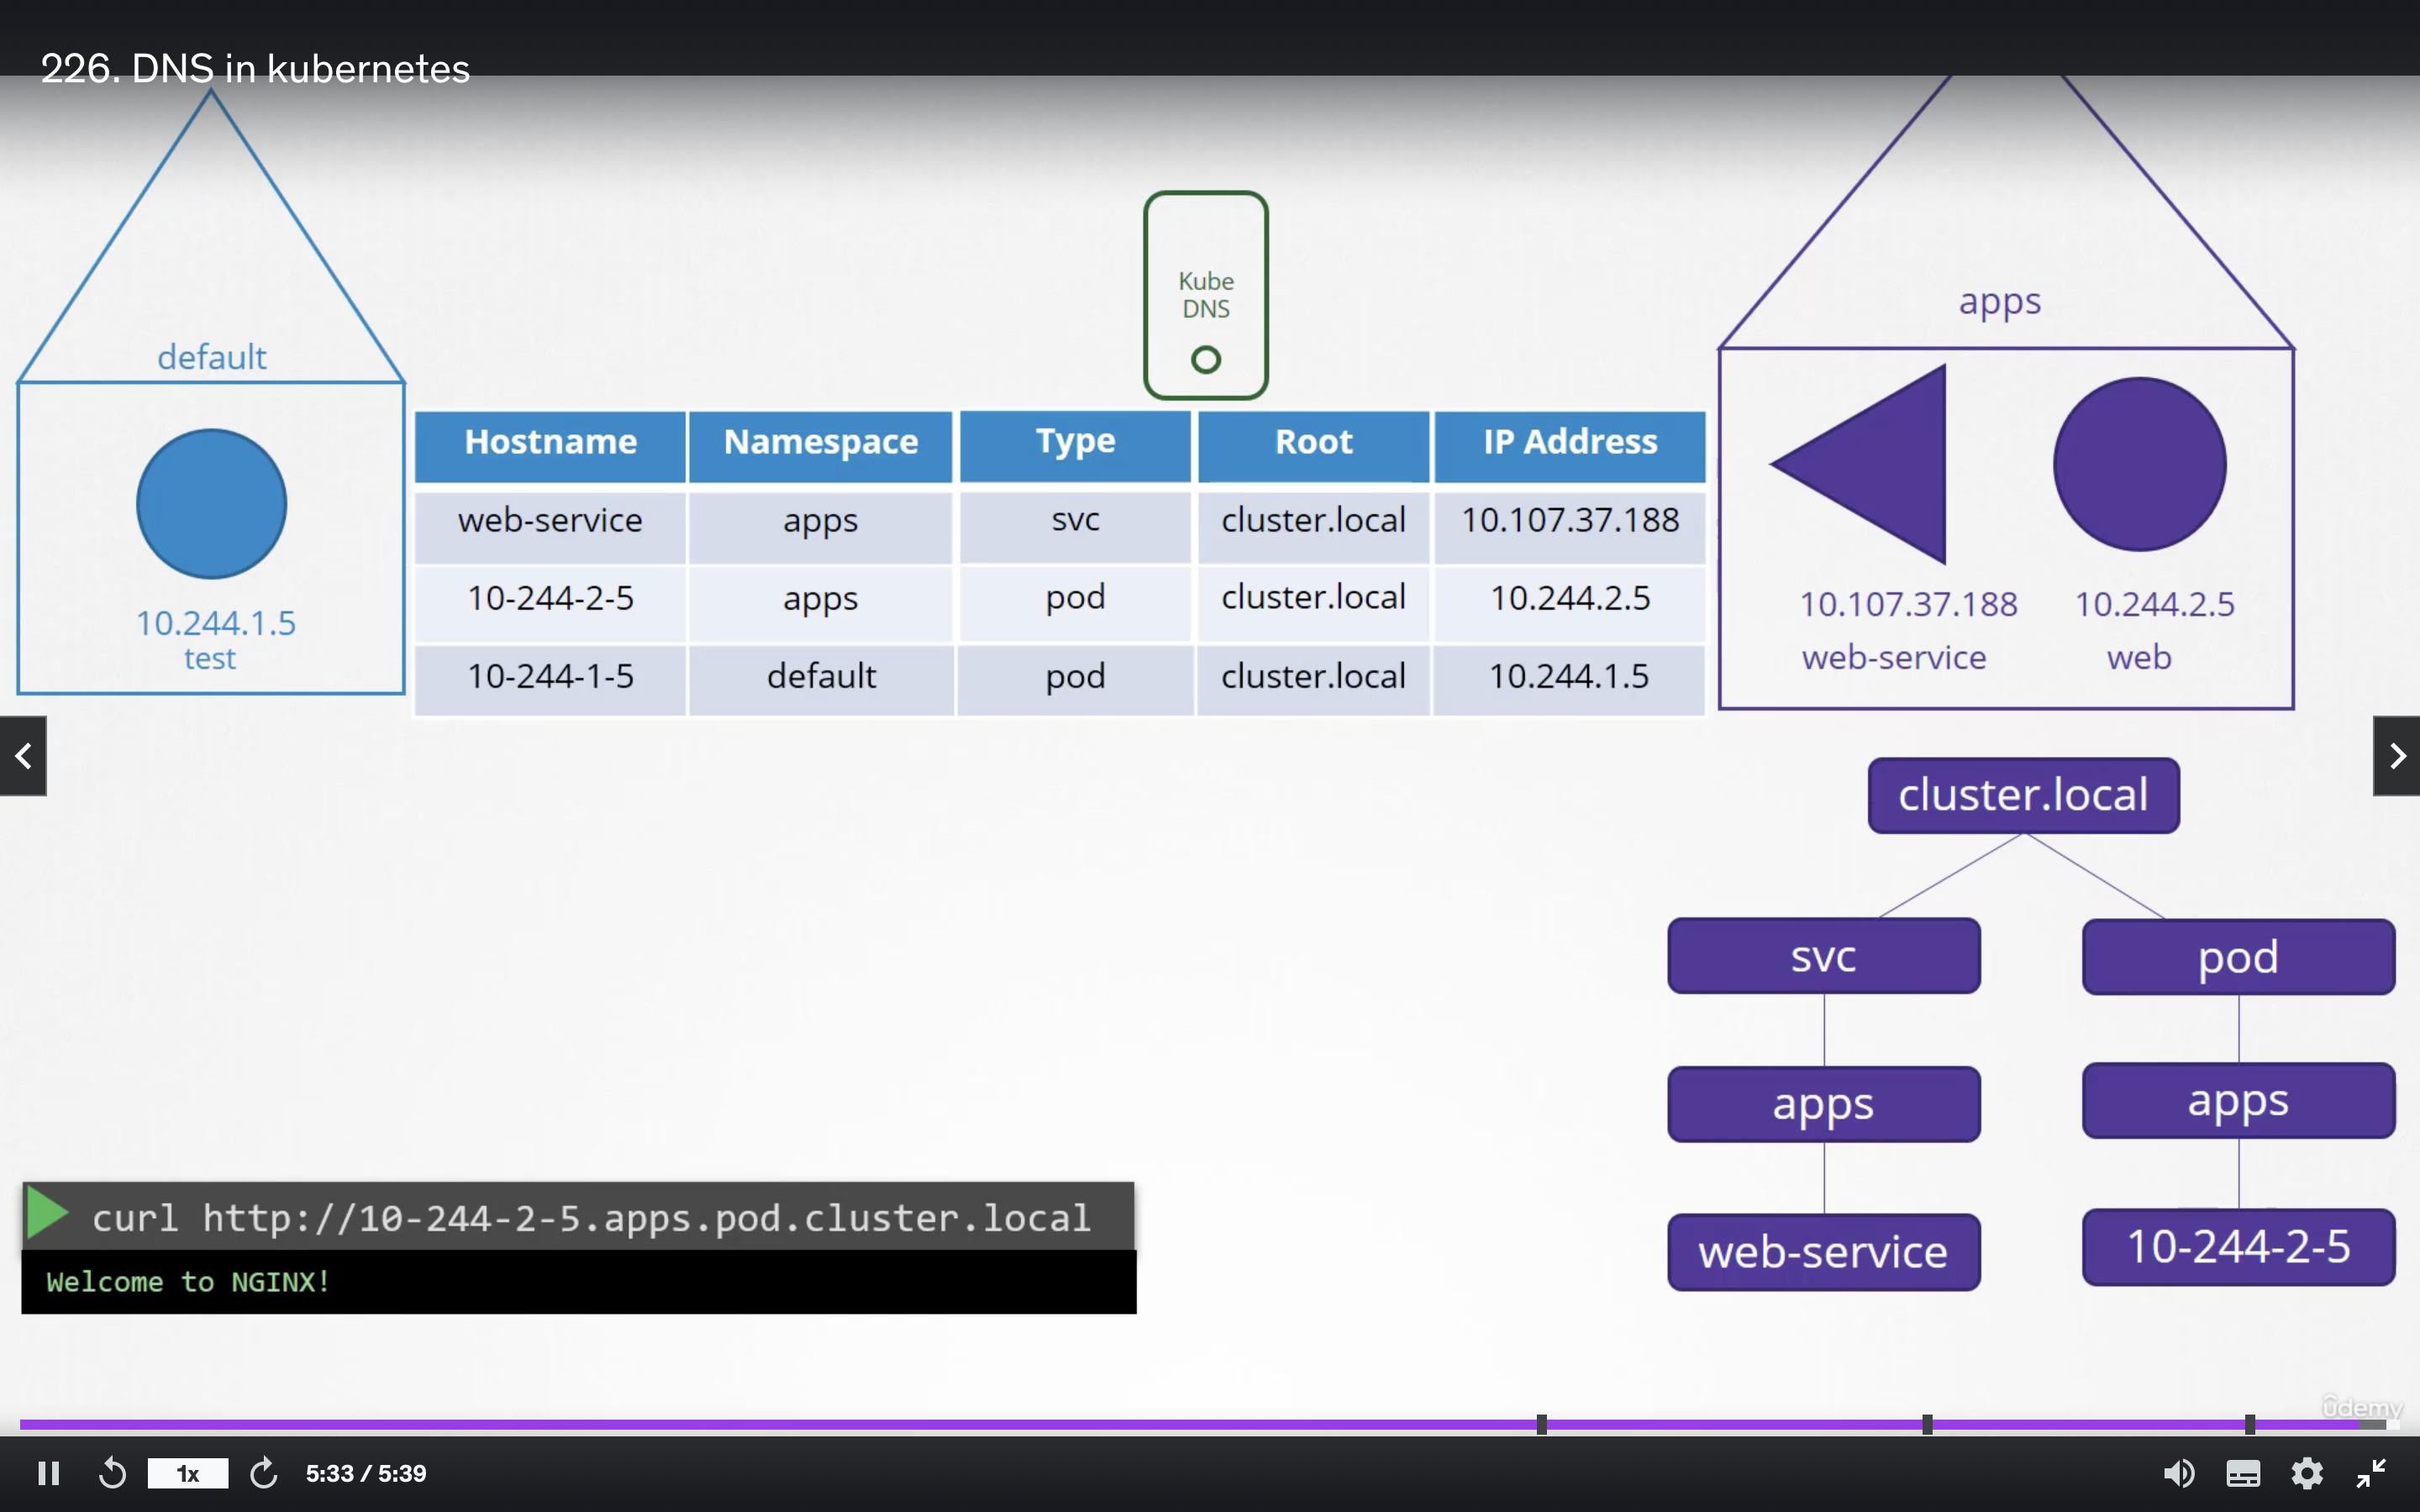 226. DNS in kubernetes
default
10.244.1.5
test
Kube
DNS
Hostname Namespace Type Root IP Address
web-service apps svc cluster.local 10.107.37.188
10-244-2-5 apps pod cluster.local 10.244.2.5
10-244-1-5 default pod cluster.local 10.244.1.5
apps
10.107.37.188 10.244.2.5
web-service web
cluster.local
svc pod
apps apps
web-service 10-244-2-5
curl http://10-244-2-5.apps.pod.cluster.local
Welcome to NGINX!
udemy
1x 5:33 / 5:39